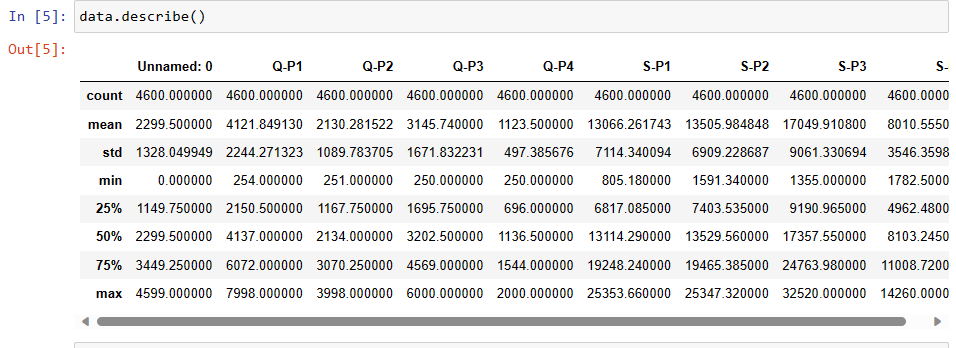 In [5]: data.describe()
Out[5]:
Unnamed: 0 Q-P1 Q-P2 Q-P3 Q-P4 S-P1 S-P2 S-P3 S-
count 4600.000000 4600.000000 4600.000000 4600.000000 4600.000000 4600.000000 4600.000000 4600.000000 4600.0000
mean 2299.500000 4121.849130 2130.281522 3145.740000 1123.500000 13066.261743 13505.984848 17049.910800 8010.5550
std 1328.049949 2244.271323 1089.783705 1671.832231 497.385676 7114.340094 6909.228687 9061.330694 3546.3598
min 0.000000 254.000000 251.000000 250.000000 250.000000 805.180000 1591.340000 1355.000000 1782.5000
25% 1149.750000 2150.500000 1167.750000 1695.750000 696.000000 6817.085000 7403.535000 9190.965000 4962.4800
50% 2299.500000 4137.000000 2134.000000 3202.500000 1136.500000 13114.290000 13529.560000 17357.550000 8103.2450
75% 3449.250000 6072.000000 3070.250000 4569.000000 1544.000000 19248.240000 19465.385000 24763.980000 11008.7200
max 4599.000000 7998.000000 3998.000000 6000.000000 2000.000000 25353.660000 25347.320000 32520.000000 14260.0000